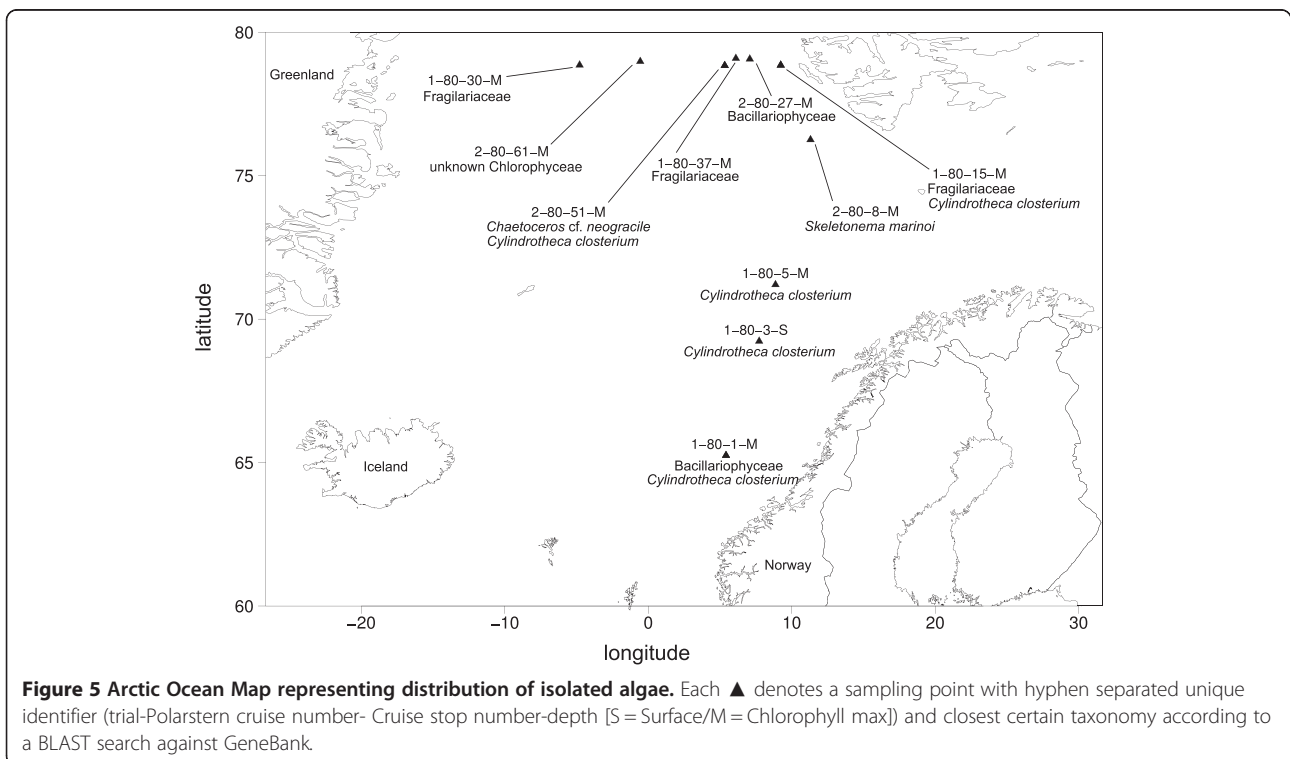 80
Greenland
1–80–30–M
Fragilariaceae
2–80–27–M
Bacillariophyceae
2–80–61–M
unknown Chlorophyceae
1–80–37–M
Fragilariaceae
75
1–80–15–M
Fragilariaceae
Cylindrotheca closterium
2–80–51–M
Chaetoceros cf. neogracile
Cylindrotheca closterium
2–80–8–M
Skeletonema marinoi
1–80–5–M
Cylindrotheca closterium
latitude
70
1–80–3–S
Cylindrotheca closterium
65
Iceland
1–80–1–M
Bacillariophyceae
Cylindrotheca closterium
Norway
60
−20 −10 0 10 20 30
longitude
Figure 5 Arctic Ocean Map representing distribution of isolated algae. Each ▲ denotes a sampling point with hyphen separated unique
identifier (trial-Polarstern cruise number- Cruise stop number-depth [S = Surface/M = Chlorophyll max]) and closest certain taxonomy according to
a BLAST search against GeneBank.